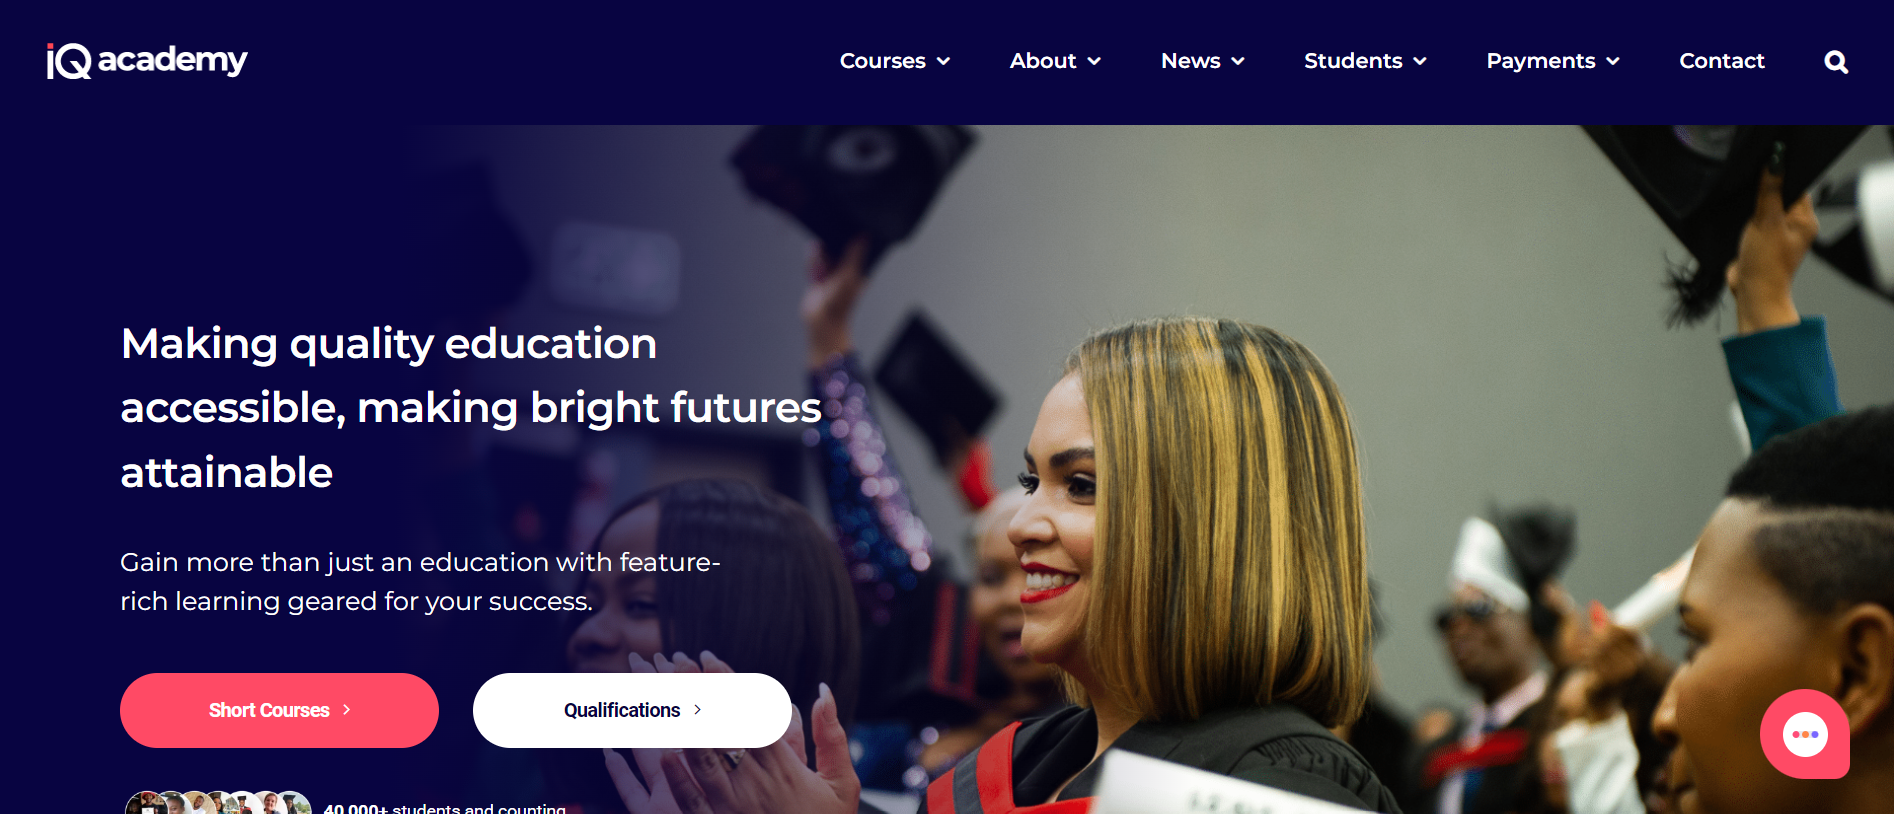 iQ academy
Courses
About
News
Students
Payments
Contact
Making quality education
accessible, making bright futures
attainable
Gain more than just an education with feature-
rich learning geared for your success.
Short Courses
Qualifications
40 000+ students and counting